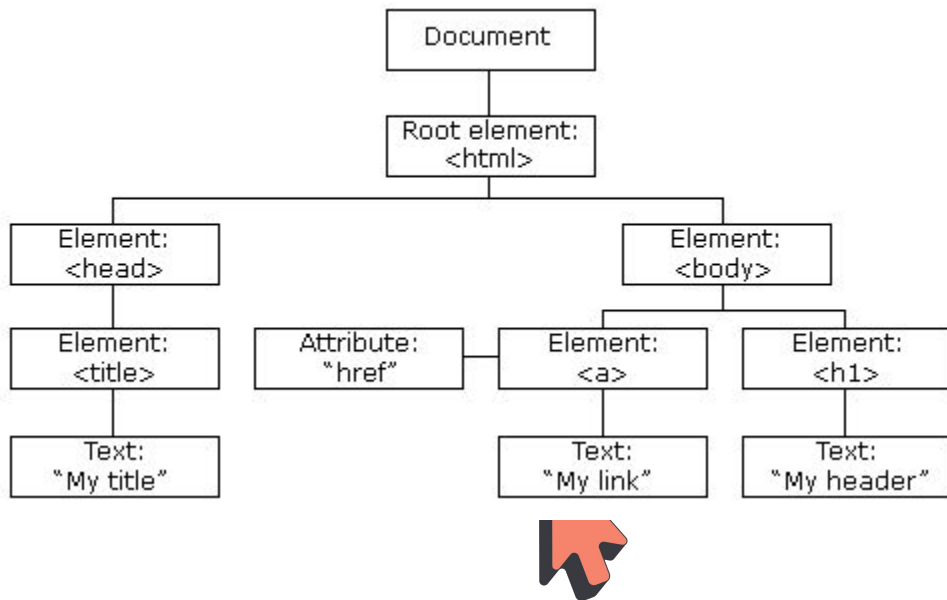 Document
Root element:
<html>
Element:
<head>
Element:
<body>
Element:
<title>
Attribute:
“href”
Element:
<a>
Element:
<h1>
Text:
“My title”
Text:
“My link”
Text:
“My header”